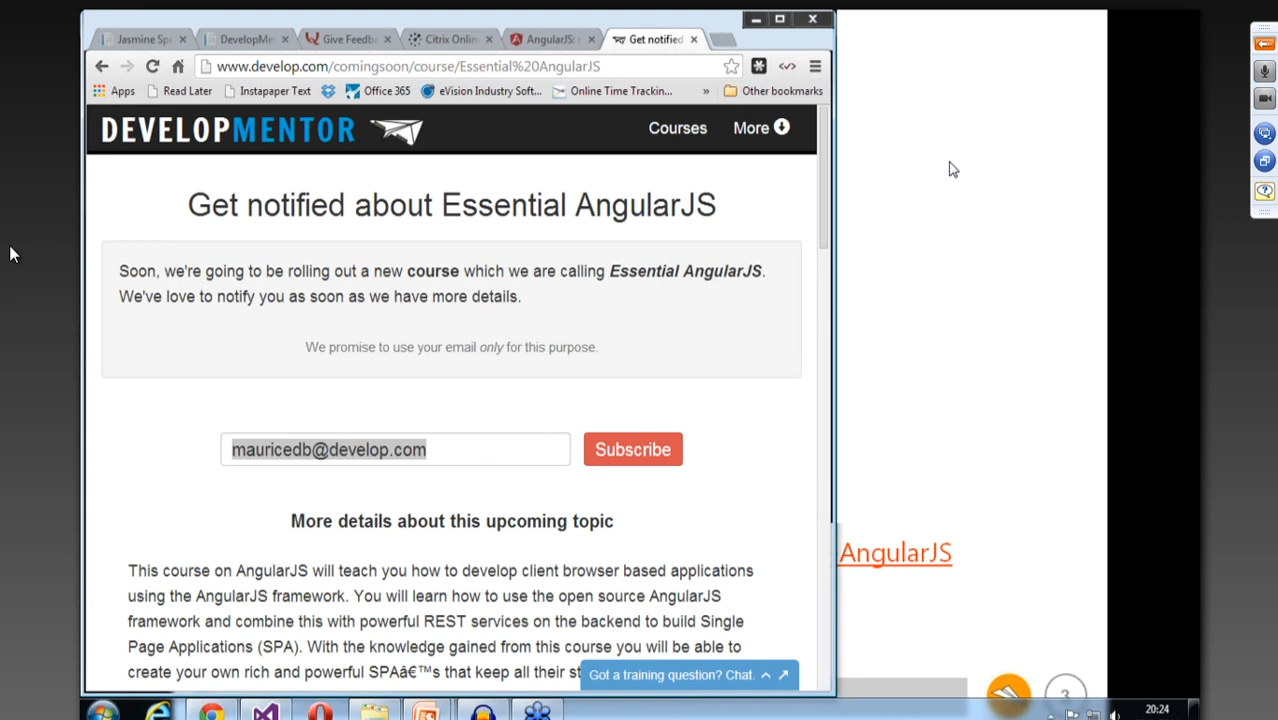 Jasmine Spe
DevelopMe
Give Feedb
Citrix Onlin
AngularJS:
Get notified
www.develop.com/comingsoon/course/Essential%20AngularJS
Apps
Read Later
Instapaper Text
Office 365
eVision Industry Soft...
Online Time Trackin...
»
Other bookmarks
DEVELOPMENTOR
Courses
More
Get notified about Essential AngularJS
Soon, we're going to be rolling out a new course which we are calling Essential AngularJS.
We've love to notify you as soon as we have more details.
We promise to use your email only for this purpose.
mauricedb@develop.com
Subscribe
More details about this upcoming topic
AngularJS
This course on AngularJS will teach you how to develop client browser based applications
using the AngularJS framework. You will learn how to use the open source AngularJS
framework and combine this with powerful REST services on the backend to build Single
Page Applications (SPA). With the knowledge gained from this course you will be able to
create your own rich and powerful SPAâ€™s that keep all their st
Got a training question? Chat.
3
20:24